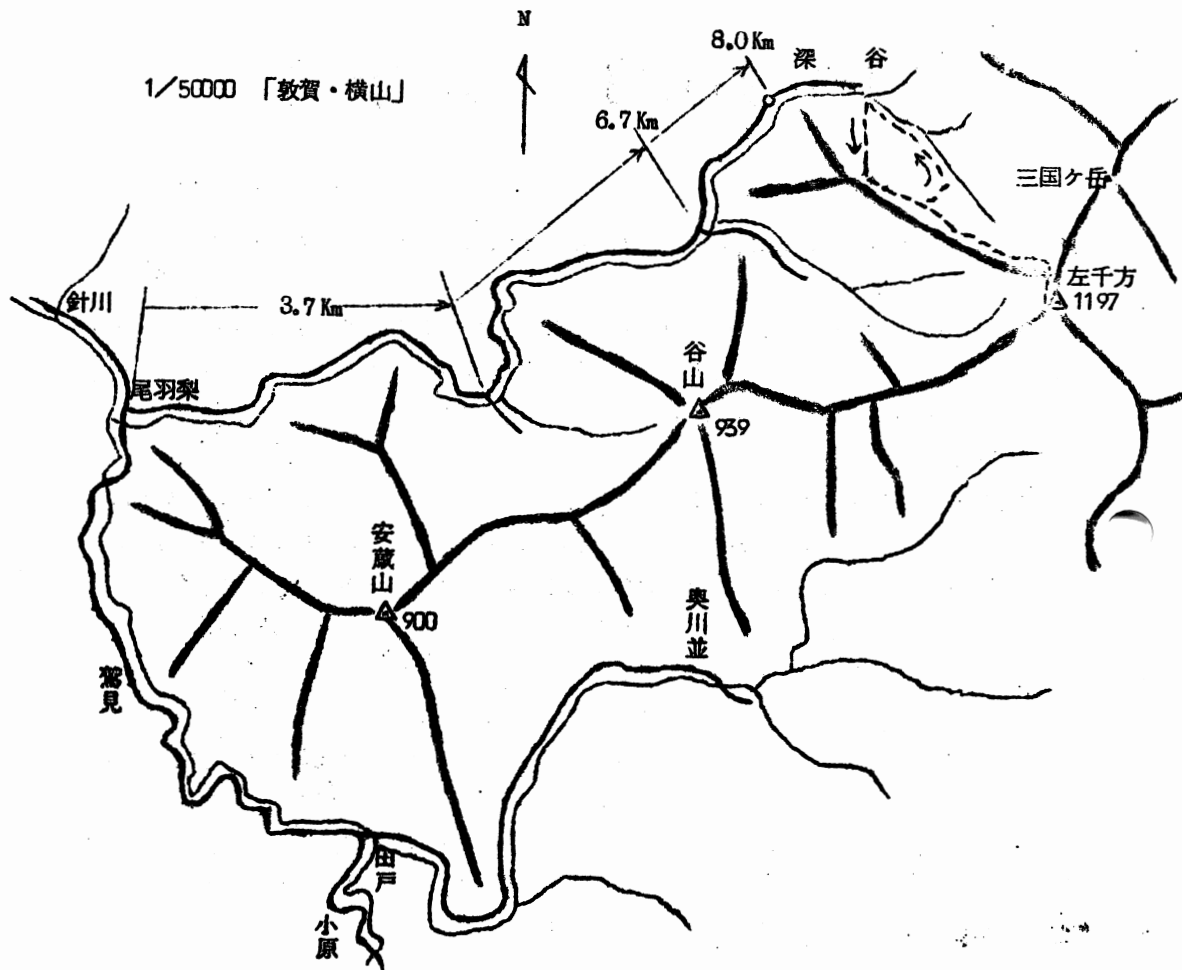 N
8.0Km
深谷
1/50000 「敦賀・横山」
6.7Km
三国ヶ岳
左千方
1197
針川
3.7Km
尾羽梨
谷山
939
安蔵山
900
奥川並
鷲見
田戸
小原